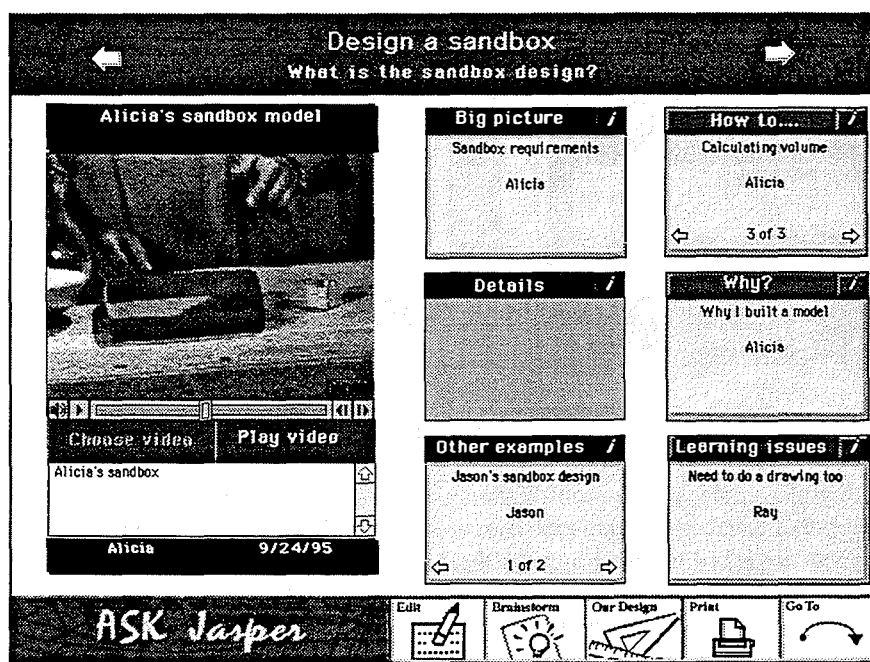 Design a sandbox
What is the sandbox design?
Alicia's sandbox model
Choose video
Play video
Alicia's sandbox
Alicia 9/24/95
Big picture i
Sandbox requirements
Alicia
How to.... i
Calculating volume
Alicia
3 of 3
Details i
Why? i
Why I built a model
Alicia
Other examples i
Jason's sandbox design
Jason
1 of 2
Learning issues i
Need to do a drawing too
Ray
ASK Jasper
Edit
Brainstorm
Our Design
Print
Go To